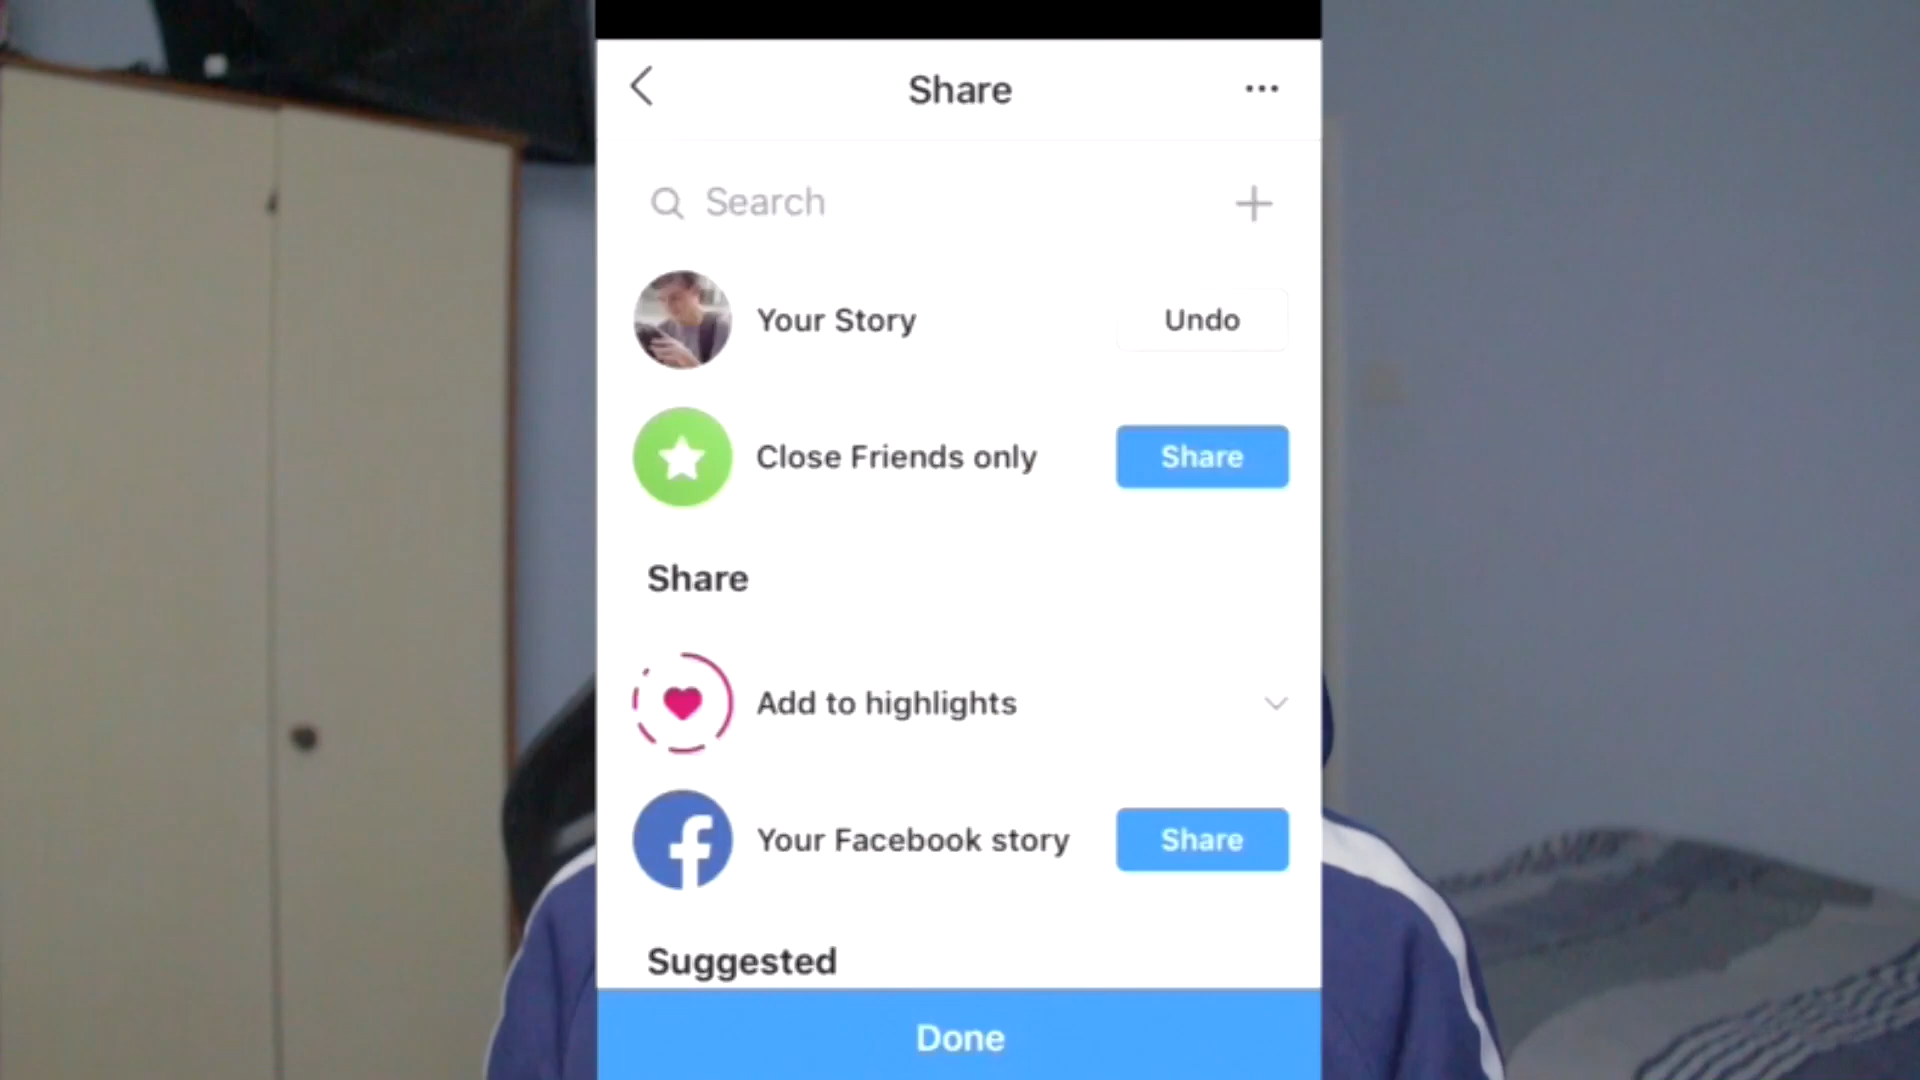 Share
Search
Your Story
Undo
Close Friends only
Share
Share
Add to highlights
Your Facebook story
Share
Suggested
Done